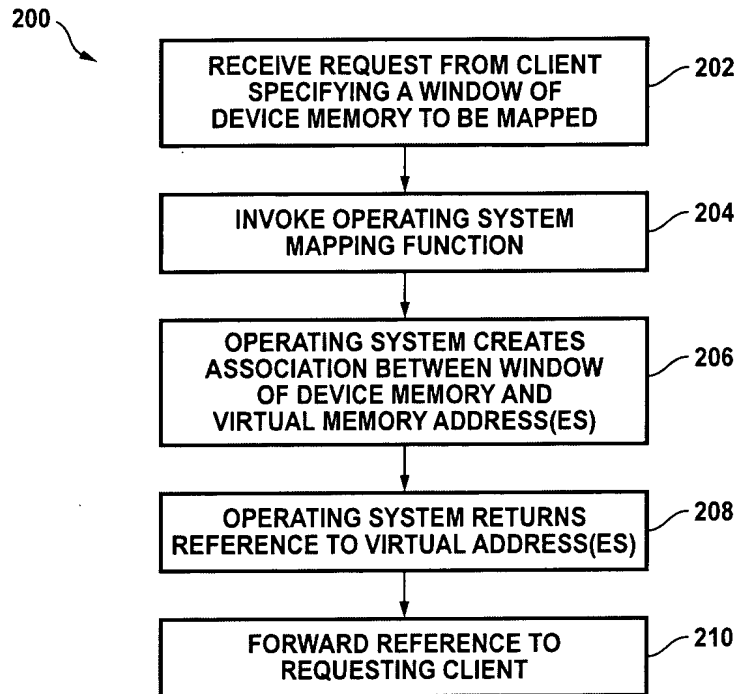 200
RECEIVE REQUEST FROM CLIENT
SPECIFYING A WINDOW OF
DEVICE MEMORY TO BE MAPPED
202
INVOKE OPERATING SYSTEM
MAPPING FUNCTION
204
OPERATING SYSTEM CREATES
ASSOCIATION BETWEEN WINDOW
OF DEVICE MEMORY AND
VIRTUAL MEMORY ADDRESS(ES)
206
OPERATING SYSTEM RETURNS
REFERENCE TO VIRTUAL ADDRESS(ES)
208
FORWARD REFERENCE TO
REQUESTING CLIENT
210